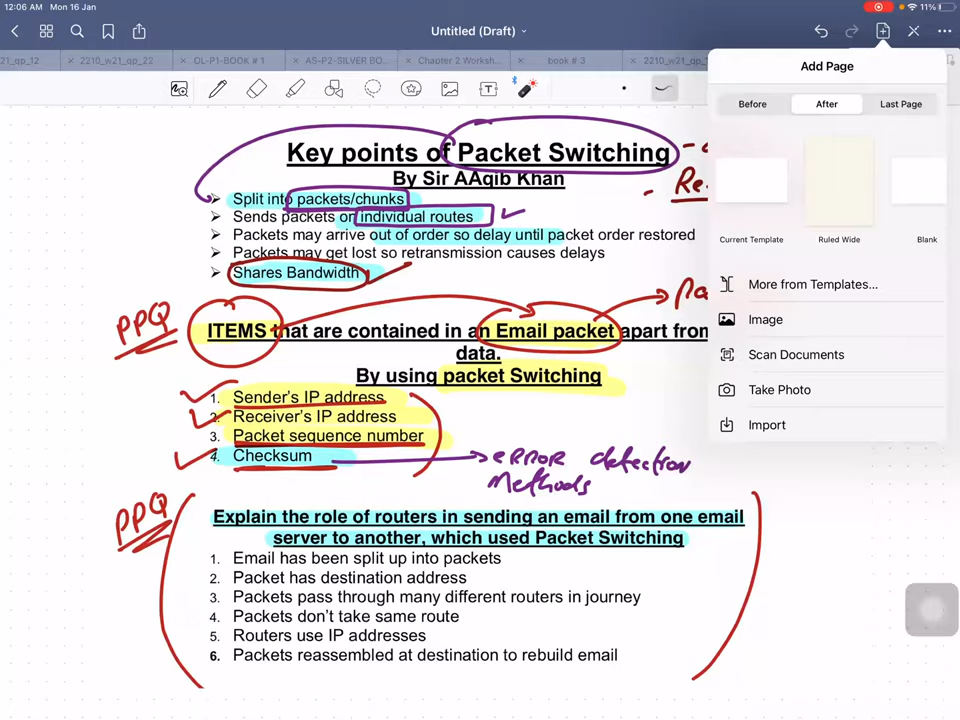 12:06 AM Mon 16 Jan
11%
Untitled (Draft)
21_qp_12
2210_w21_qp_22
OL-P1-BOOK # 1
AS-P2-SILVER BO...
Chapter 2 Worksh...
book # 3
2210_w21_qp_1
Add Page
Before
After
Last Page
Current Template
Ruled Wide
Blank
More from Templates...
Image
Scan Documents
Take Photo
Import
Key points of Packet Switching
By Sir AAqib Khan
Split into packets/chunks
Sends packets on individual routes
Packets may arrive out of order so delay until packet order restored
Packets may get lost so retransmission causes delays
Shares Bandwidth
PPQ
ITEMS that are contained in an Email packet apart from
data.
By using packet Switching
1. Sender's IP address
2. Receiver's IP address
3. Packet sequence number
4. Checksum
ERROR detection
Methods
PPQ
Explain the role of routers in sending an email from one email
server to another, which used Packet Switching
1. Email has been split up into packets
2. Packet has destination address
3. Packets pass through many different routers in journey
4. Packets don't take same route
5. Routers use IP addresses
6. Packets reassembled at destination to rebuild email